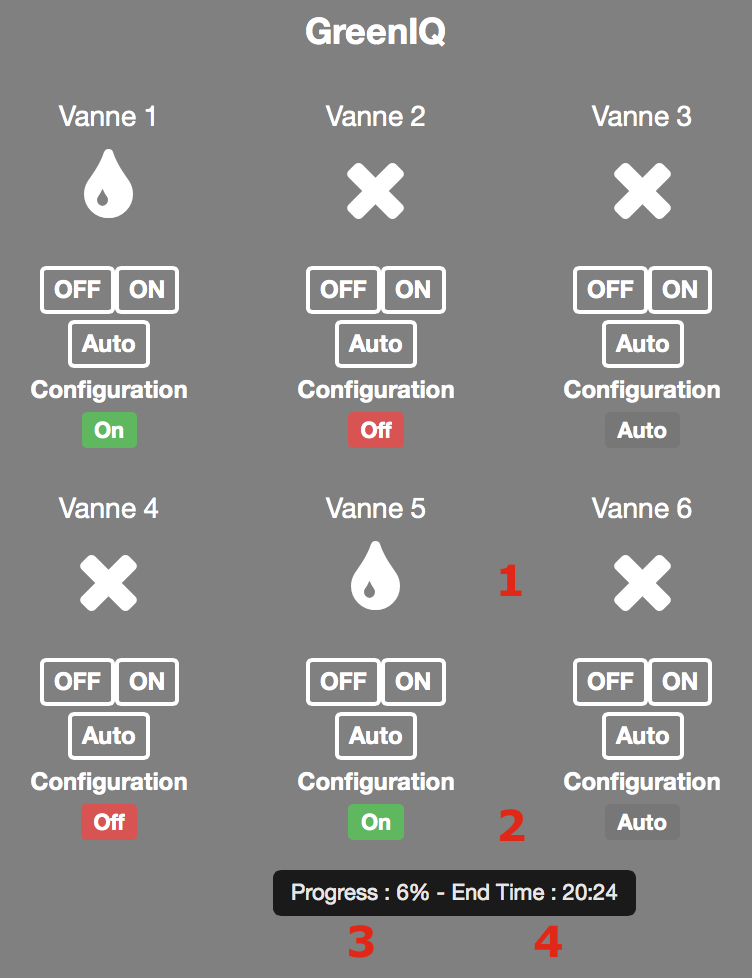 GreenIQ
Vanne 1 Vanne 2 Vanne 3
OFF ON OFF ON OFF ON
Auto Auto Auto
Configuration Configuration Configuration
On Off Auto
Vanne 4 Vanne 5 Vanne 6
1
OFF ON OFF ON OFF ON
Auto Auto Auto
Configuration Configuration Configuration
Off On 2 Auto
Progress : 6% - End Time : 20:24
3 4